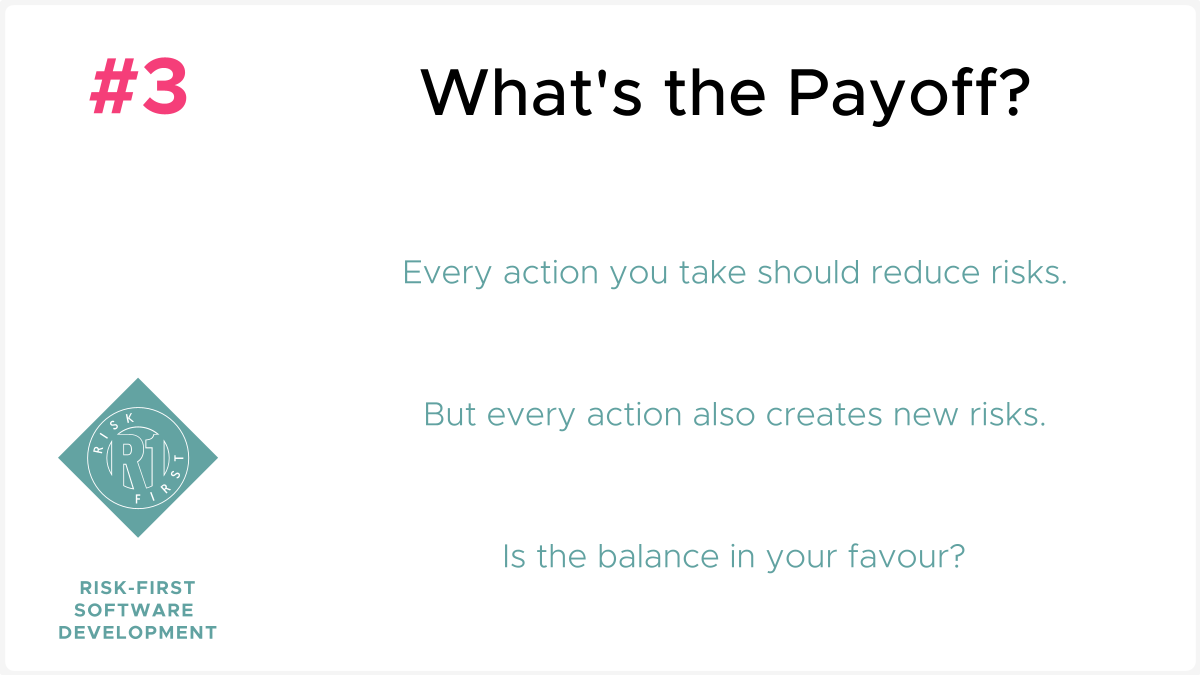 #3
What's the Payoff?
Every action you take should reduce risks.
But every action also creates new risks.
Is the balance in your favour?
RISK
R1
FIRST
RISK-FIRST
SOFTWARE
DEVELOPMENT